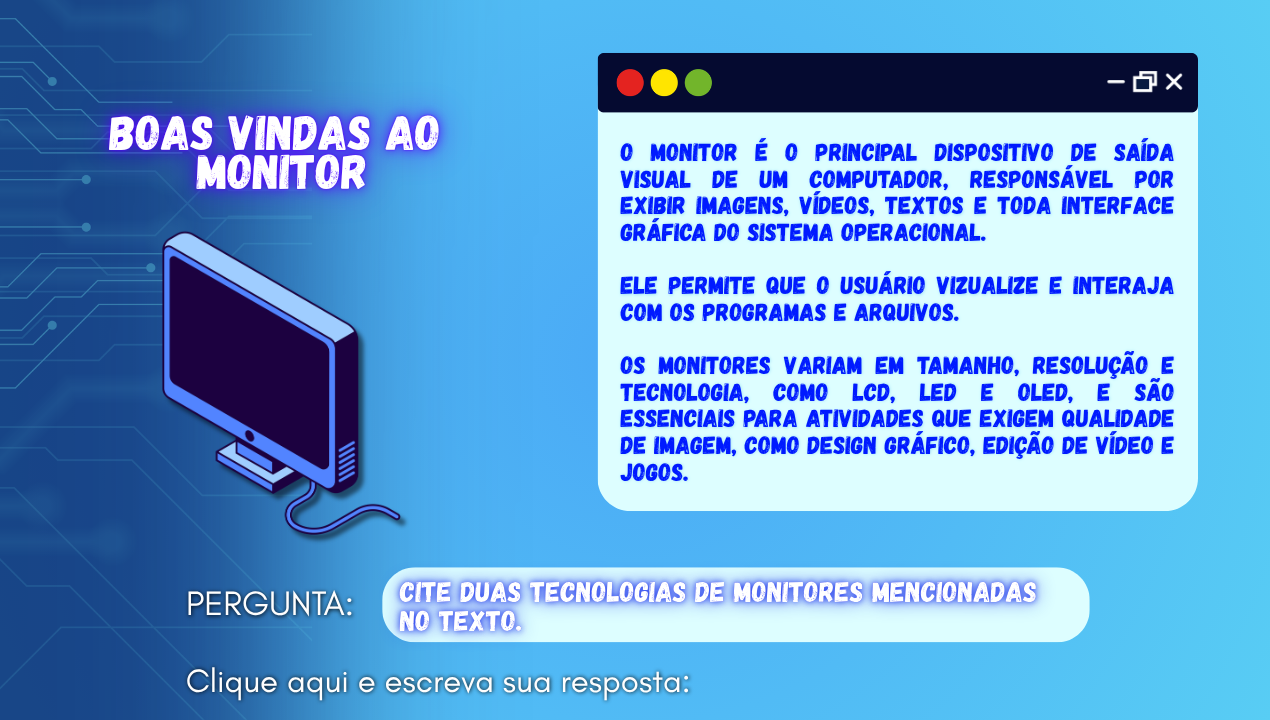 BOAS VINDAS AO
MONITOR
O MONITOR É O PRINCIPAL DISPOSITIVO DE SAÍDA
VISUAL DE UM COMPUTADOR, RESPONSÁVEL POR
EXIBIR IMAGENS, VÍDEOS, TEXTOS E TODA INTERFACE
GRÁFICA DO SISTEMA OPERACIONAL.
ELE PERMITE QUE O USUÁRIO VIZUALIZE E INTERAJA
COM OS PROGRAMAS E ARQUIVOS.
OS MONITORES VARIAM EM TAMANHO, RESOLUÇÃO E
TECNOLOGIA, COMO LCD, LED E OLED, E SÃO
ESSENCIAIS PARA ATIVIDADES QUE EXIGEM QUALIDADE
DE IMAGEM, COMO DESIGN GRÁFICO, EDIÇÃO DE VÍDEO E
JOGOS.
PERGUNTA:
CITE DUAS TECNOLOGIAS DE MONITORES MENCIONADAS
NO TEXTO.
Clique aqui e escreva sua resposta: